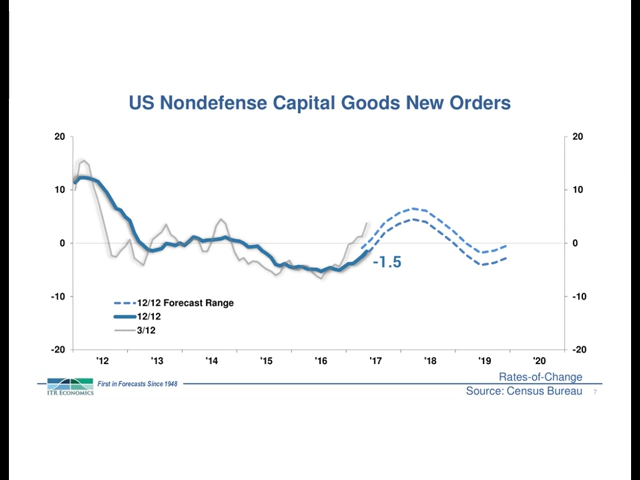 US Nondefense Capital Goods New Orders
20 20
10 10
0 0
-1.5
-10 -10
12/12 Forecast Range
12/12
3/12
-20 -20
'12 '13 '14 '15 '16 '17 '18 '19 '20
Rates-of-Change
First in Forecasts Since 1948
ITR ECONOMICS
Source: Census Bureau 7